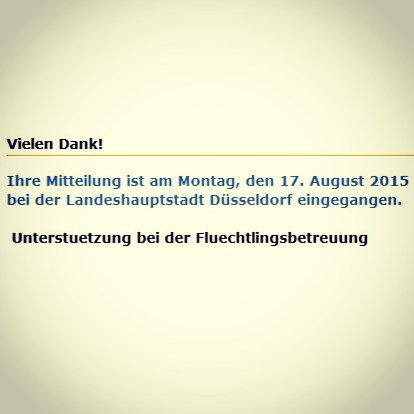 Vielen Dank!
Ihre Mitteilung ist am Montag, den 17. August 2015
bei der Landeshauptstadt Düsseldorf eingegangen.
Unterstuetzung bei der Fluechtlingsbetreuung